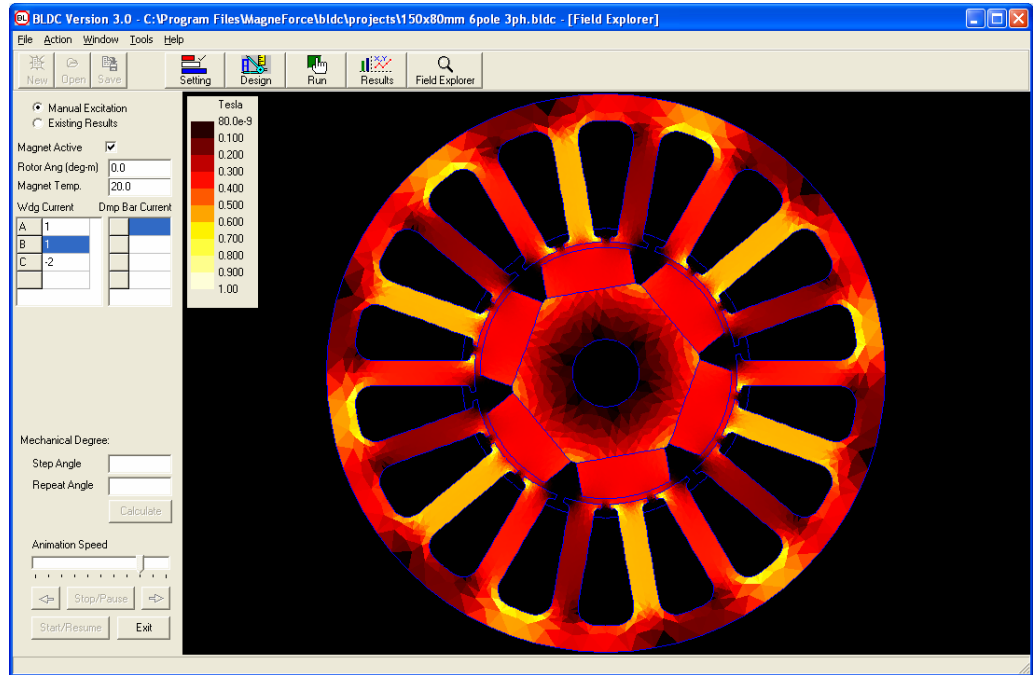 BLDC Version 3.0 - C:\Program Files\MagneForce\bldc\projects\150x80mm 6pole 3ph.bldc - [Field Explorer]
File Action Window Tools Help
New Open Save Setting Design Run Results Field Explorer
Manual Excitation
Existing Results
Magnet Active
Rotor Ang (deg-m) 0.0
Magnet Temp. 20.0
Wdg Current Dmp Bar Current
A 1
B 1
C -2
Mechanical Degree:
Step Angle
Repeat Angle
Calculate
Animation Speed
Stop/Pause
Start/Resume Exit
Tesla
80.0e-9
0.100
0.200
0.300
0.400
0.500
0.600
0.700
0.800
0.900
1.00